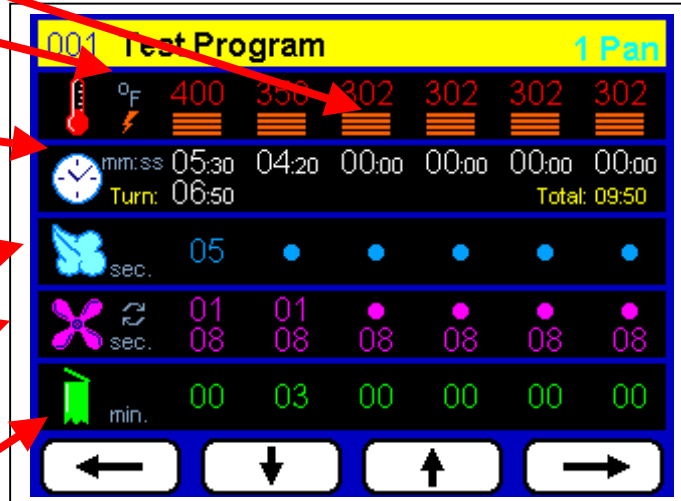 001 Test Program 1 Pan
°F 400 350 302 302 302 302
mm:ss 05:30 04:20 00:00 00:00 00:00 00:00
Turn: 06:50 Total: 09:50
05
sec.
01 01
sec. 08 08 08 08 08 08
min. 00 03 00 00 00 00